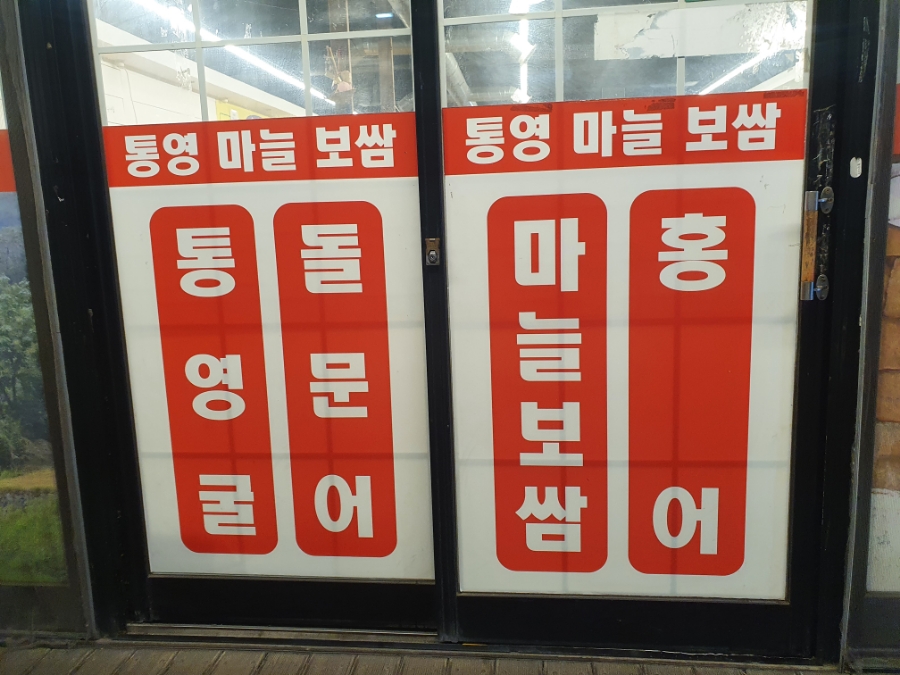 통영 마늘 보쌈
통영굴
돌문어
통영 마늘 보쌈
마늘보쌈
홍어